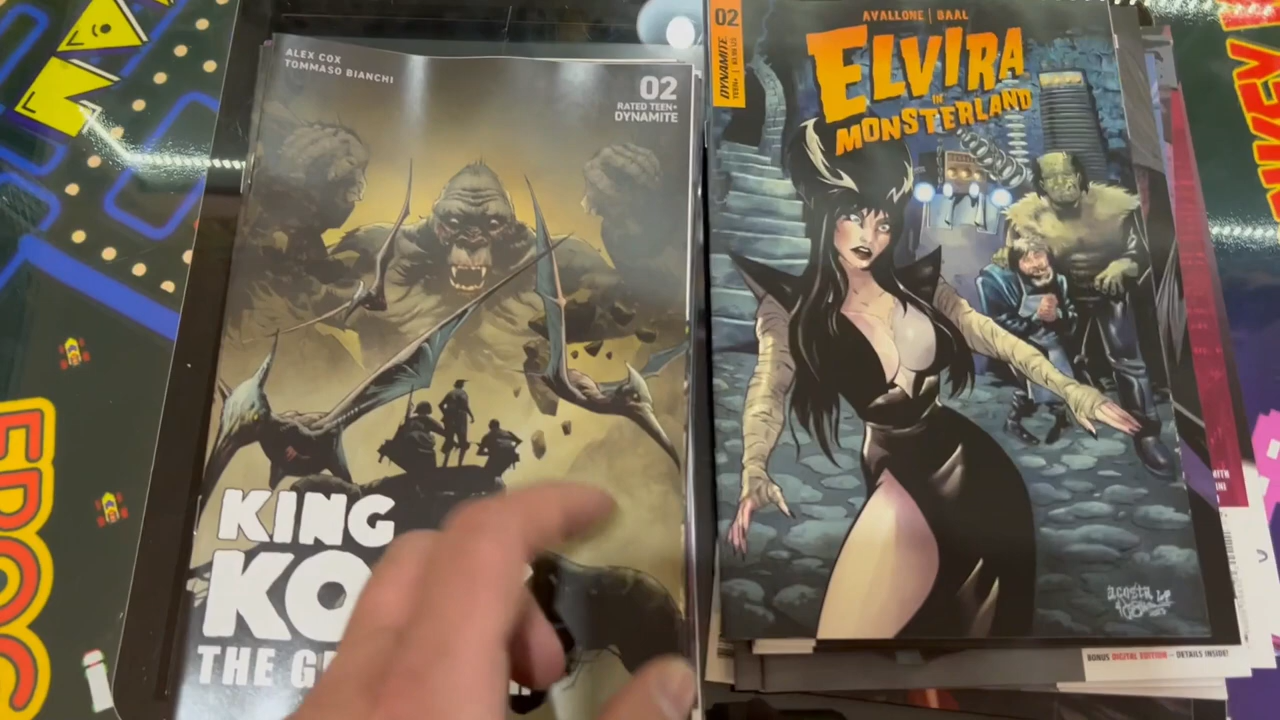 ALEX COX
TOMMASO BIANCHI
02
RATED TEEN+
DYNAMITE
KING
KO
THE G
02
DYNAMITE
TEEN+
AVALLONE | BAAL
ELVIRA
IN
MONSTERLAND
BONUS DIGITAL EDITION – DETAILS INSIDE!